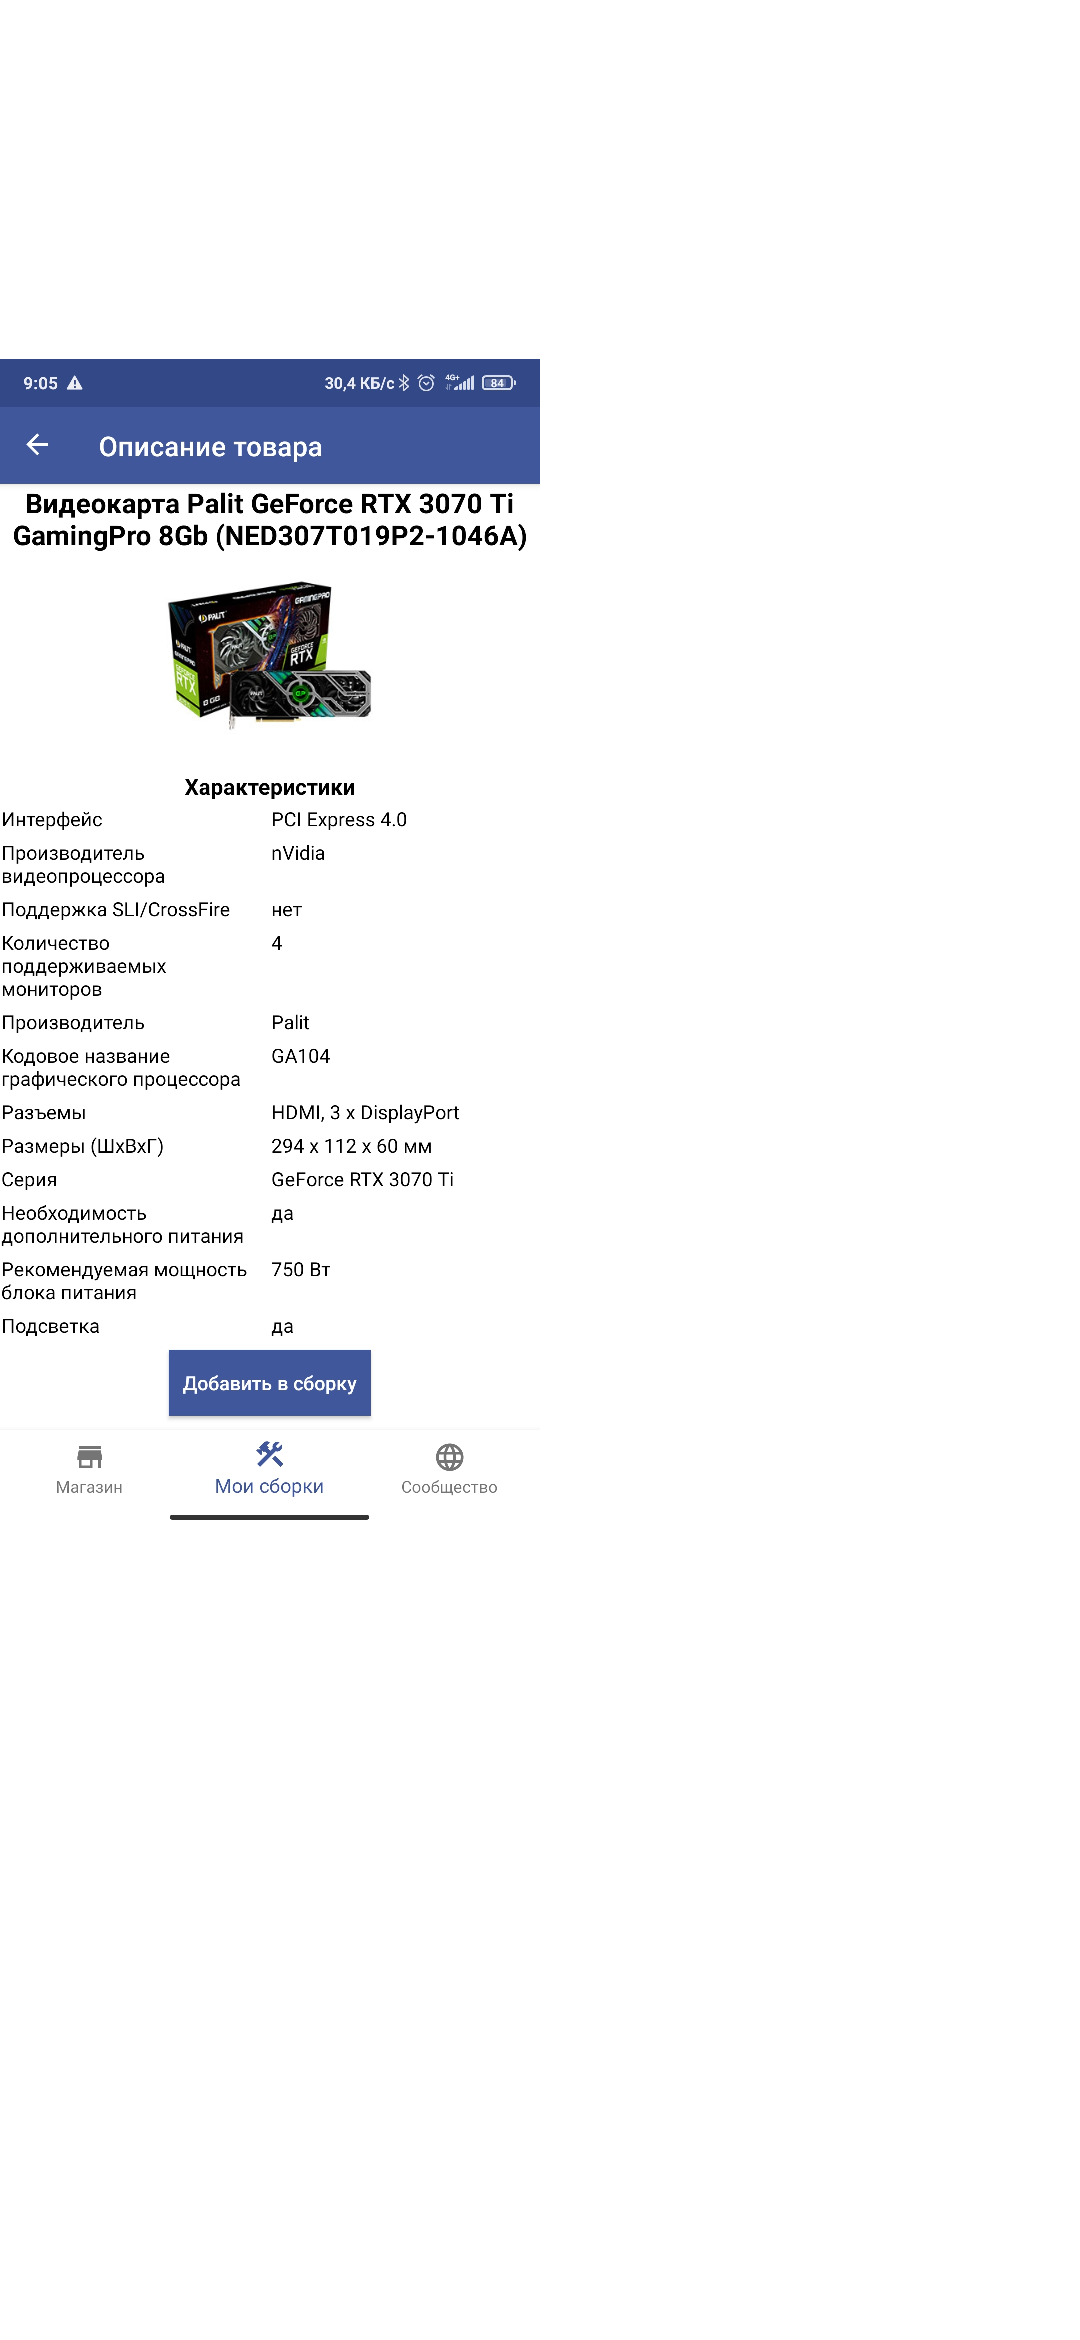 9:05 30,4 КБ/с 4G+ 84
Описание товара
Видеокарта Palit GeForce RTX 3070 Ti
GamingPro 8Gb (NED307T019P2-1046A)
PALIT
GAMINGPRO
GEFORCE
RTX
Характеристики
Интерфейс PCI Express 4.0
Производитель nVidia
видеопроцессора
Поддержка SLI/CrossFire нет
Количество 4
поддерживаемых
мониторов
Производитель Palit
Кодовое название GA104
графического процессора
Разъемы HDMI, 3 x DisplayPort
Размеры (ШхВхГ) 294 x 112 x 60 мм
Серия GeForce RTX 3070 Ti
Необходимость да
дополнительного питания
Рекомендуемая мощность 750 Вт
блока питания
Подсветка да
Добавить в сборку
Магазин Мои сборки Сообщество